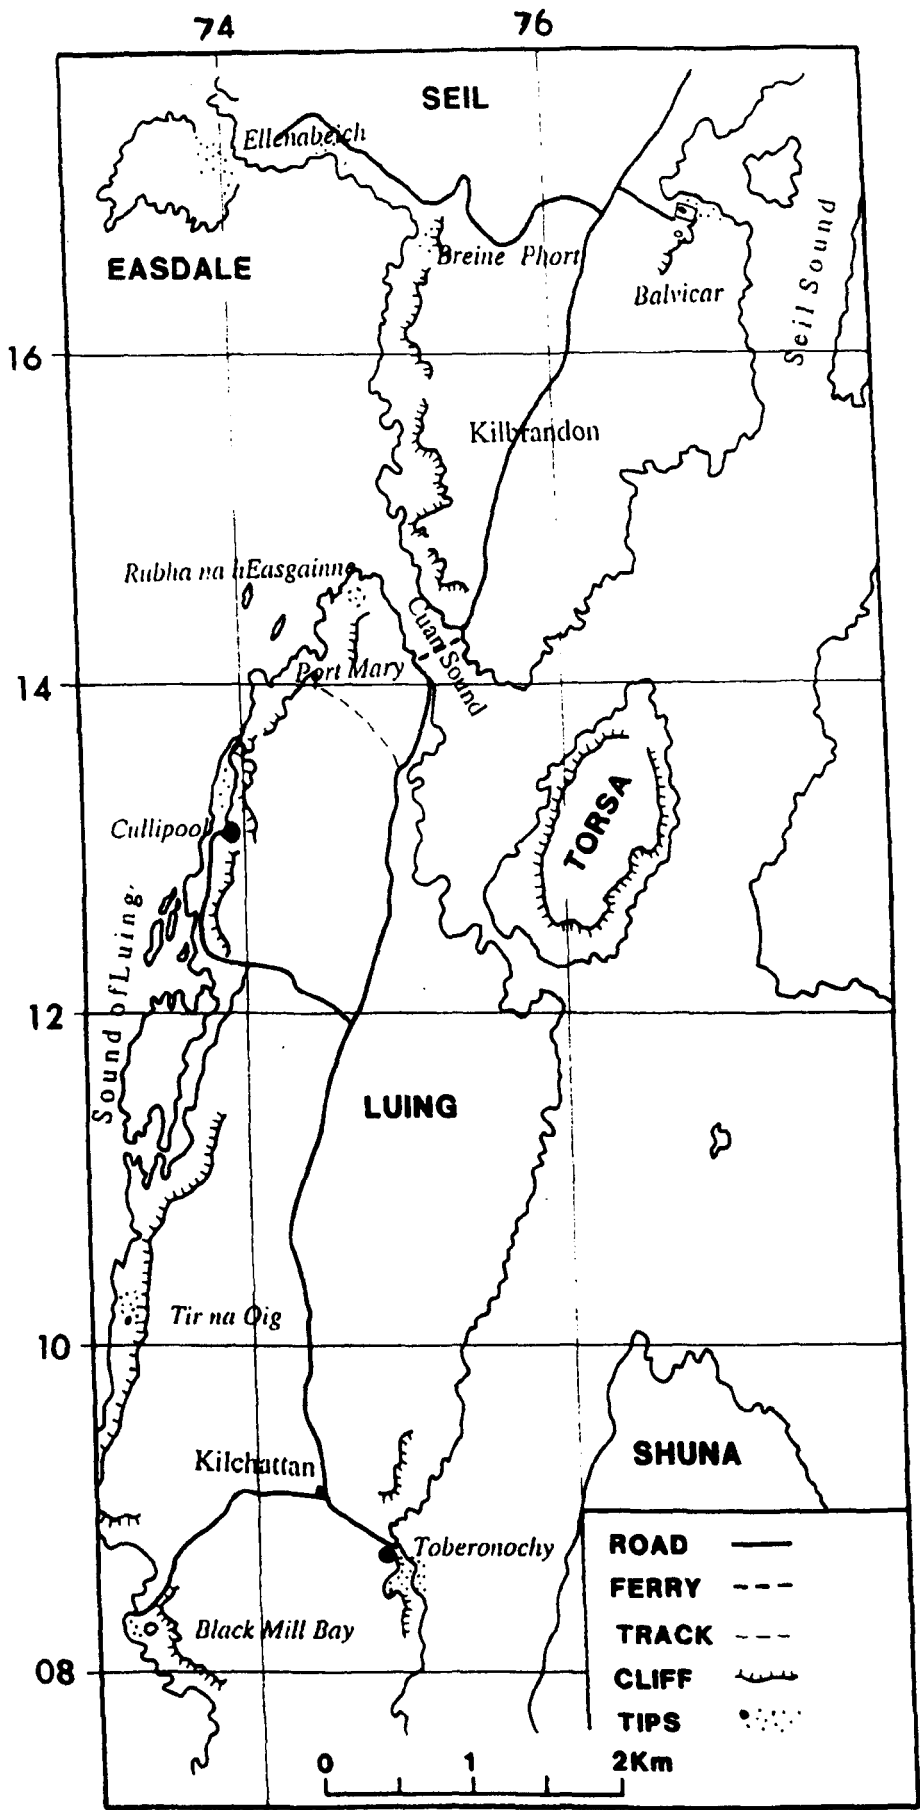 74 76
SEIL
Ellenabeich
EASDALE
Breine Phort
Balvicar
Seil Sound
16
Kilbrandon
Rubha na hEasgainne
Cuan Sound
Port Mary
14
TORSA
Cullipool
Sound of Luing
12
LUING
Tir na Oig
10
SHUNA
Kilchattan
Toberonochy
ROAD
FERRY
TRACK
Black Mill Bay
CLIFF
08
TIPS
0 1 2Km